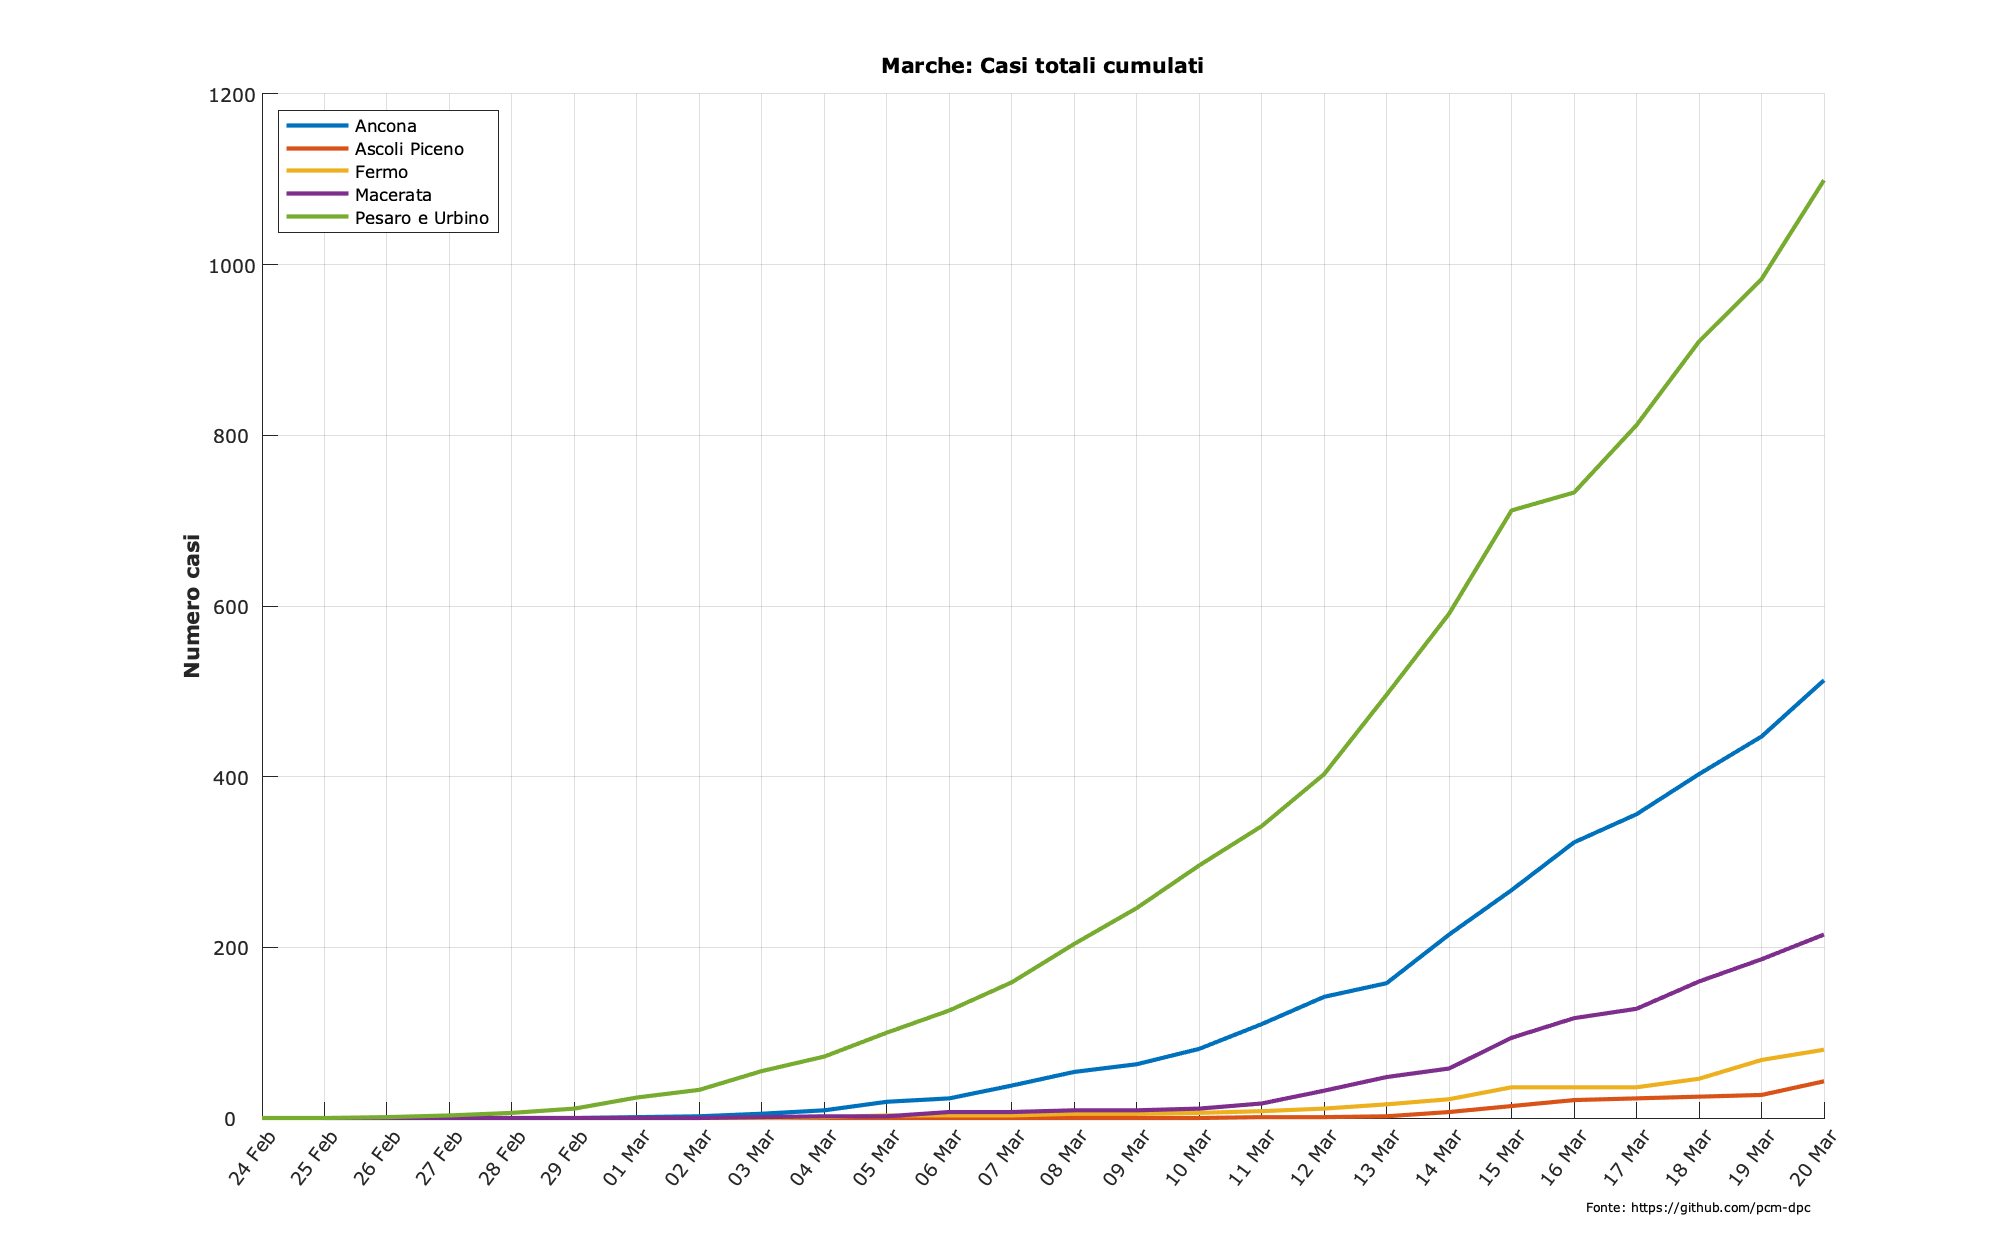 Marche: Casi totali cumulati
1200
1000
800
600
400
200
0
Numero casi
Ancona
Ascoli Piceno
Fermo
Macerata
Pesaro e Urbino
24 Feb
25 Feb
26 Feb
27 Feb
28 Feb
29 Feb
01 Mar
02 Mar
03 Mar
04 Mar
05 Mar
06 Mar
07 Mar
08 Mar
09 Mar
10 Mar
11 Mar
12 Mar
13 Mar
14 Mar
15 Mar
16 Mar
17 Mar
18 Mar
19 Mar
20 Mar
Fonte: https://github.com/pcm-dpc